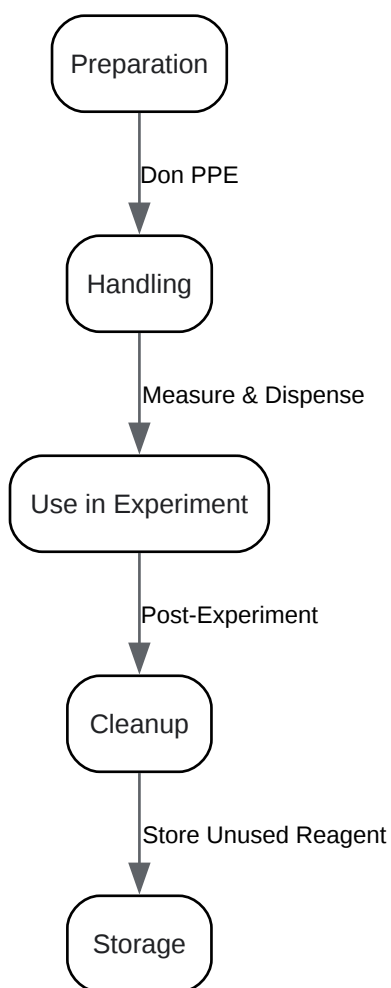 Preparation
Don PPE
Handling
Measure & Dispense
Use in Experiment
Post-Experiment
Cleanup
Store Unused Reagent
Storage